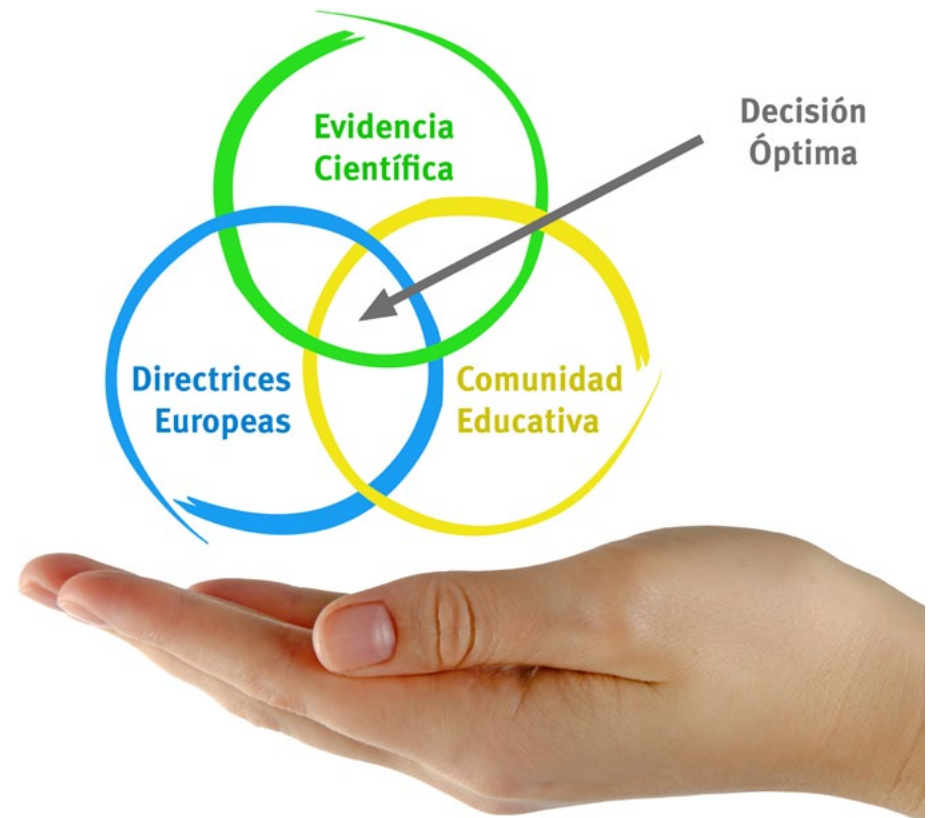 Evidencia
Científica
Decisión
Óptima
Directrices
Europeas
Comunidad
Educativa